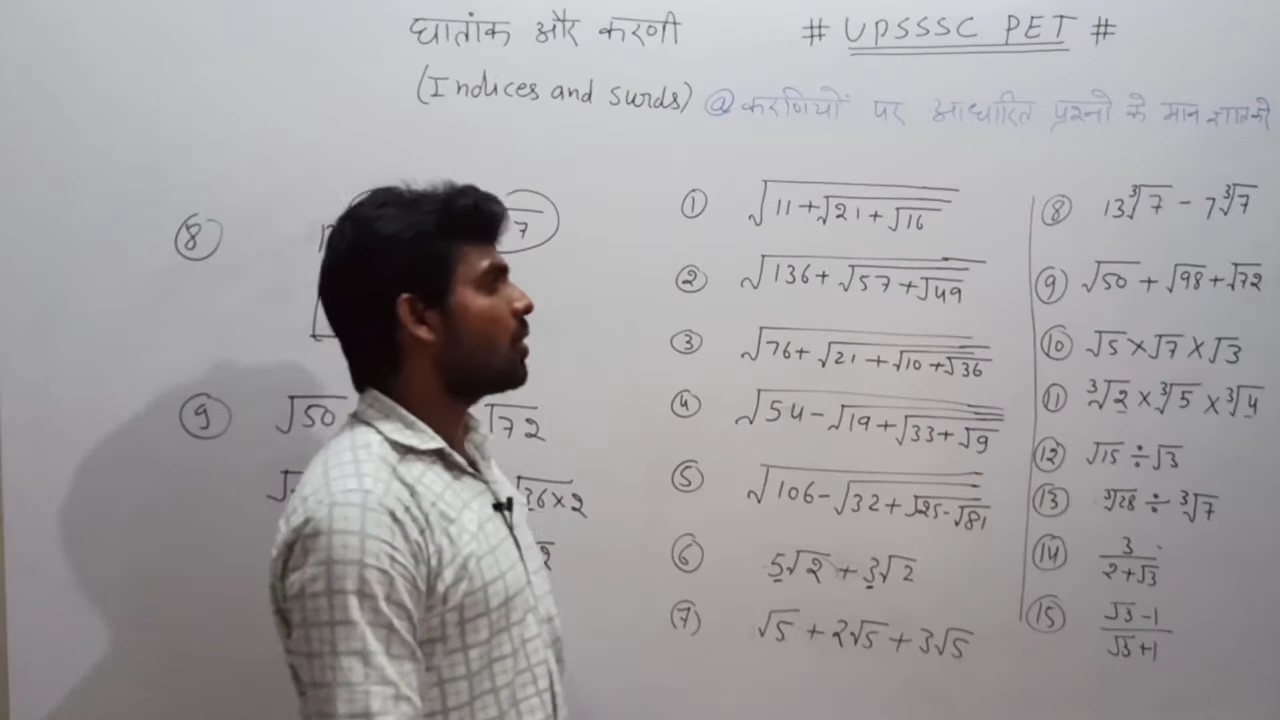 घातांक और करणी # UPSSSC PET #
(Indices and Surds) @ करणियों पर आधारित प्रश्नो के मान ज्ञात को
⑧
7
⑨ √50 √72
√36×2
① √(11+√(21+√16))
② √(136+√(57+√49))
③ √(76+√(21+√(10+√36)))
④ √(54-√(19+√(33+√9)))
⑤ √(106-√(32+√(25-√81)))
⑥ 5√2 + 3√2
(7) √5 + 2√5 + 3√5
⑧ 13∛7 - 7∛7
⑨ √50 + √98 + √72
⑩ √5 × √7 × √3
⑪ ∛2 × ∛5 × ∛4
⑫ √15 ÷ √3
⑬ ∛28 ÷ ∛7
⑭ 3/(2+√3)
⑮ (√3-1)/(√3+1)